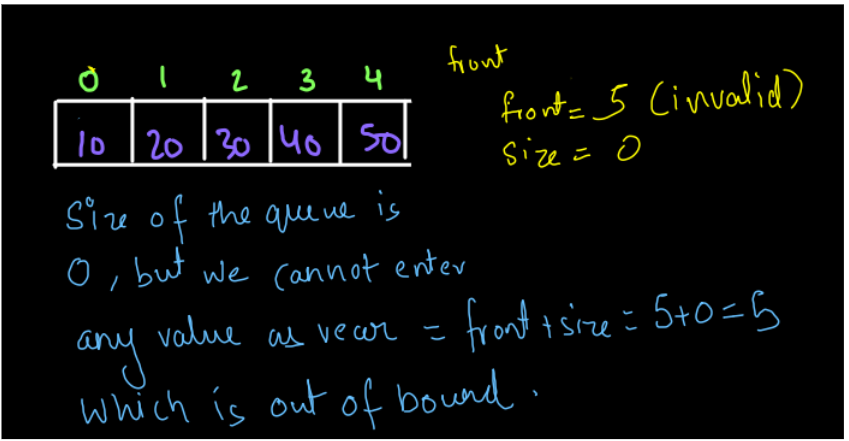 front
0 1 2 3 4
front = 5 (invalid)
10 20 30 40 50
size = 0
Size of the queue is
0, but we cannot enter
any value as rear = front + size = 5+0=5
which is out of bound.